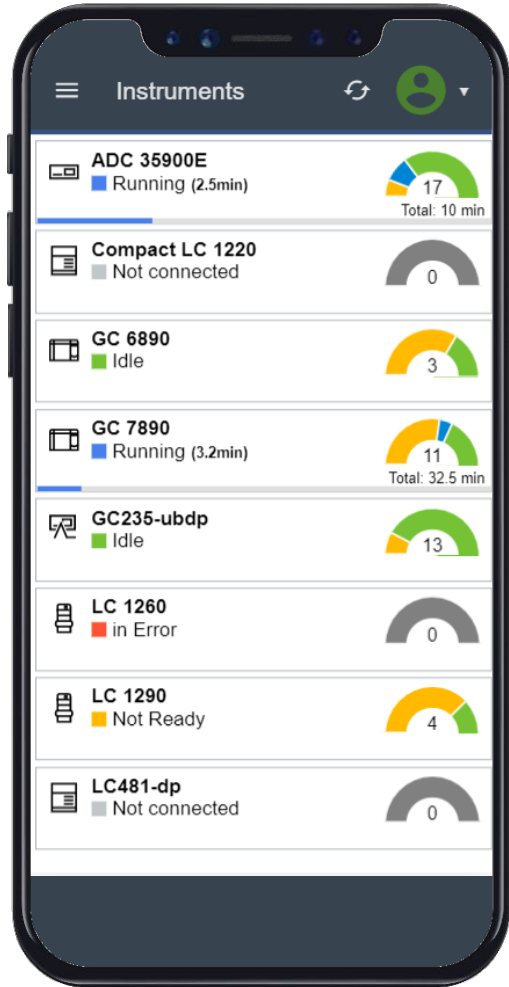 Instruments
ADC 35900E
Running (2.5min)
17
Total: 10 min
Compact LC 1220
Not connected
0
GC 6890
Idle
3
GC 7890
Running (3.2min)
11
Total: 32.5 min
GC235-ubdp
Idle
13
LC 1260
in Error
0
LC 1290
Not Ready
4
LC481-dp
Not connected
0